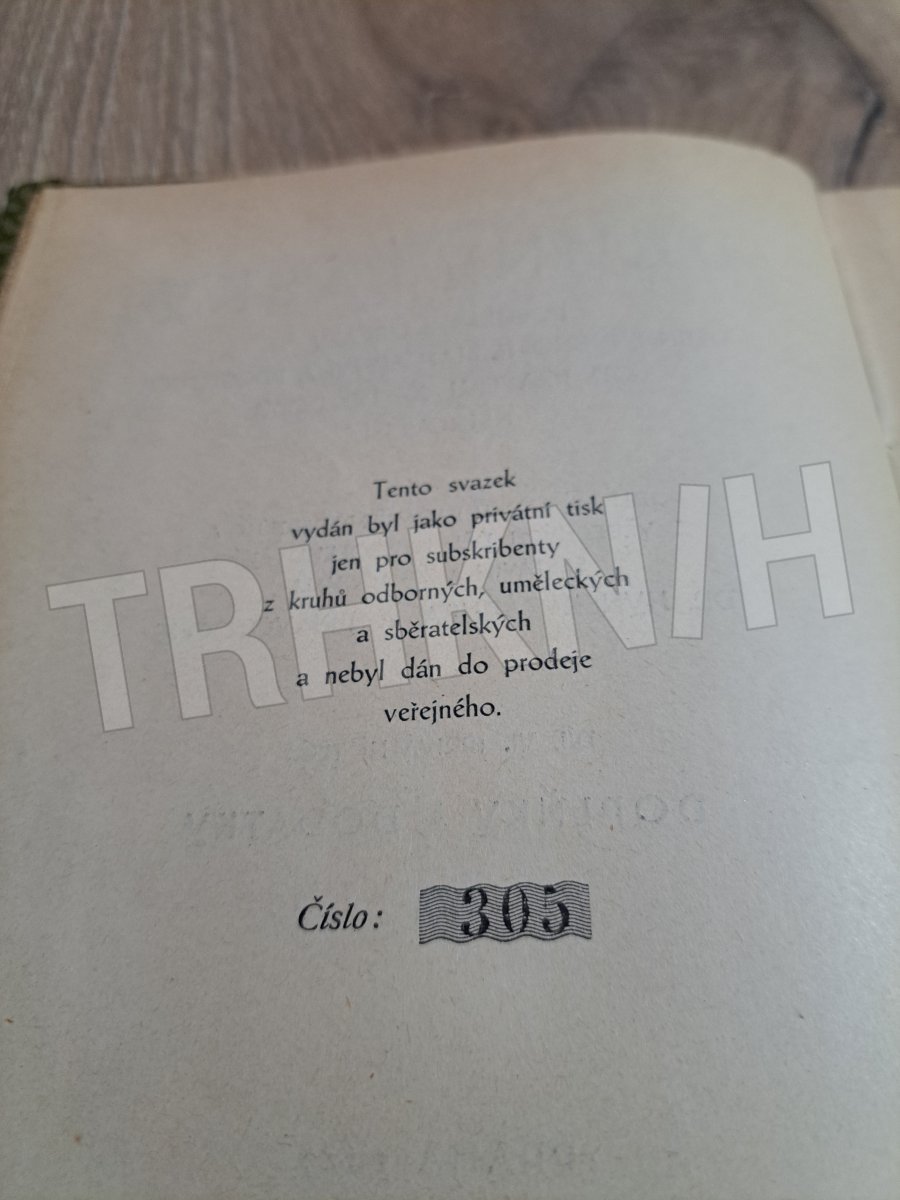 Tento svazek
vydán byl jako privátní tisk
jen pro subskribenty
z kruhů odborných, uměleckých
a sběratelských
a nebyl dán do prodeje
veřejného.
Číslo: 305
TRHKN/H